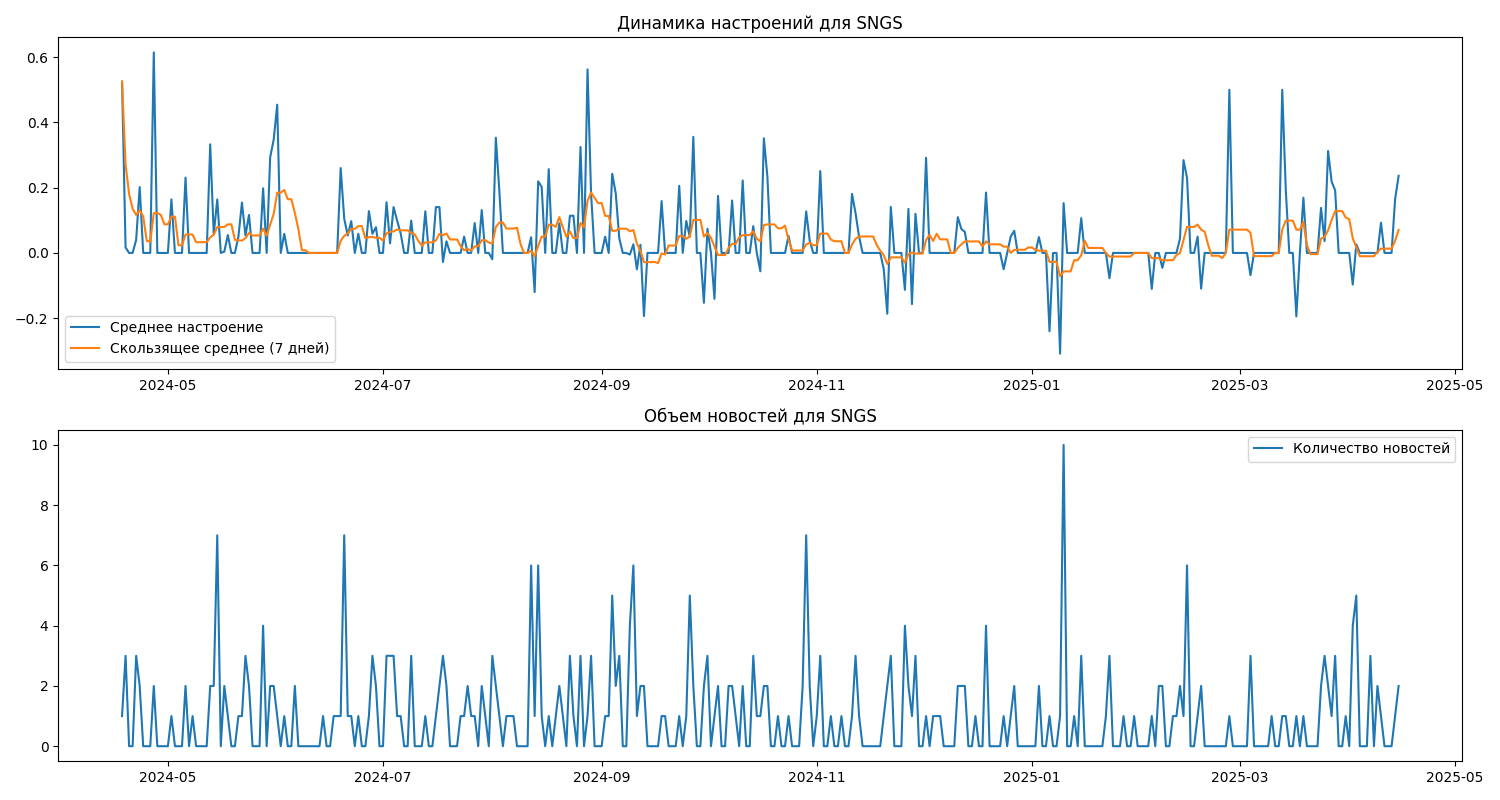 Динамика настроений для SNGS
0.6
0.4
0.2
0.0
−0.2
Среднее настроение
Скользящее среднее (7 дней)
2024-05 2024-07 2024-09 2024-11 2025-01 2025-03 2025-05
Объем новостей для SNGS
10
8
6
4
2
0
Количество новостей
2024-05 2024-07 2024-09 2024-11 2025-01 2025-03 2025-05